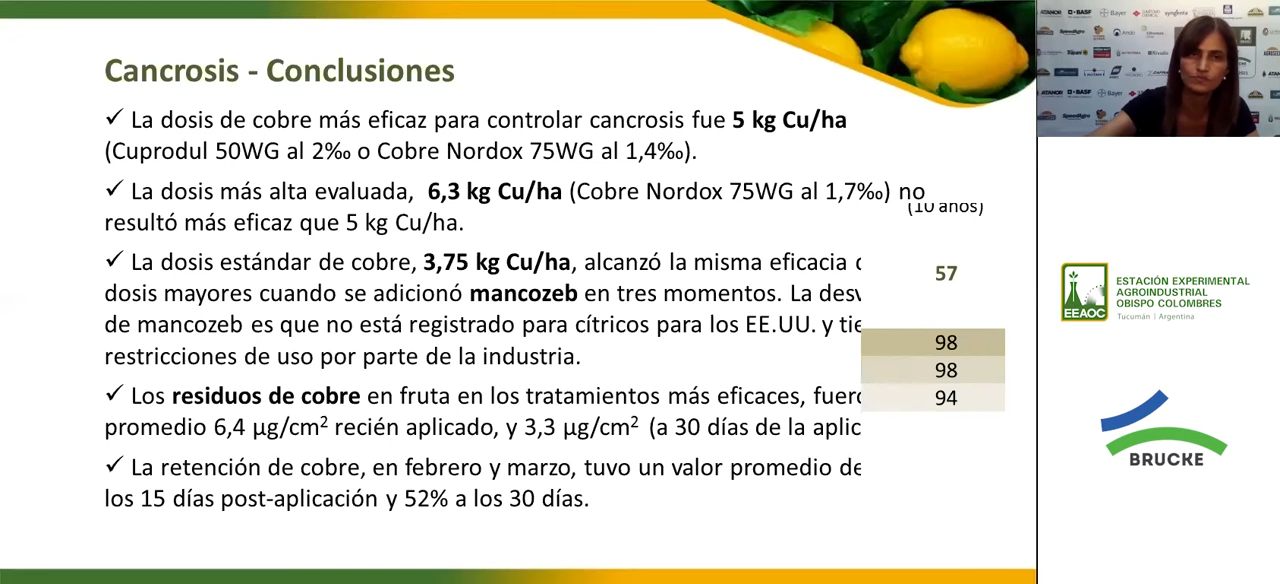 Cancrosis - Conclusiones
✓ La dosis de cobre más eficaz para controlar cancrosis fue 5 kg Cu/ha
(Cuprodul 50WG al 2‰ o Cobre Nordox 75WG al 1,4‰).
✓ La dosis más alta evaluada, 6,3 kg Cu/ha (Cobre Nordox 75WG al 1,7‰) no
resultó más eficaz que 5 kg Cu/ha.
✓ La dosis estándar de cobre, 3,75 kg Cu/ha, alcanzó la misma eficacia
dosis mayores cuando se adicionó mancozeb en tres momentos. La
de mancozeb es que no está registrado para cítricos para los EE.UU. y
restricciones de uso por parte de la industria.
✓ Los residuos de cobre en fruta en los tratamientos más eficaces,
promedio 6,4 µg/cm² recién aplicado, y 3,3 µg/cm² (a 30 días de la
✓ La retención de cobre, en febrero y marzo, tuvo un valor promedio de
los 15 días post-aplicación y 52% a los 30 días.
(10 años)
57
98
98
94
ESTACIÓN EXPERIMENTAL
AGROINDUSTRIAL
OBISPO COLOMBRES
Tucumán | Argentina
EEAOC
BRUCKE